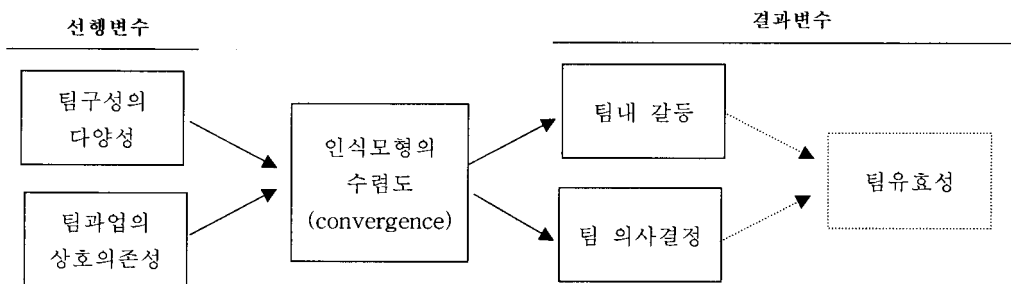 선행변수
결과변수
팀구성의
다양성
팀과업의
상호의존성
인식모형의
수렴도
(convergence)
팀내 갈등
팀 의사결정
팀유효성